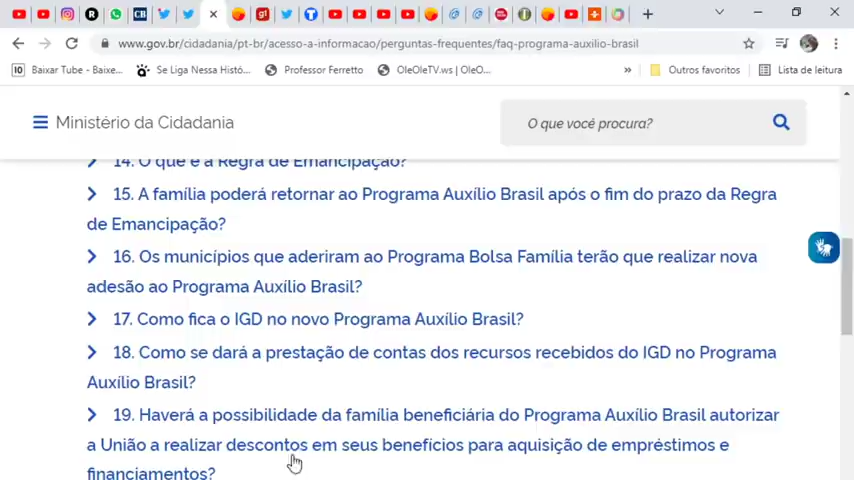 www.gov.br/cidadania/pt-br/acesso-a-informacao/perguntas-frequentes/faq-programa-auxilio-brasil
Baixar Tube - Baixe...
Se Liga Nessa Histó...
Professor Ferretto
OleOleTV.ws | OleO...
»
Outros favoritos
Lista de leitura
Ministério da Cidadania
O que você procura?
14. O que é a Regra de Emancipação?
15. A família poderá retornar ao Programa Auxílio Brasil após o fim do prazo da Regra
de Emancipação?
16. Os municípios que aderiram ao Programa Bolsa Família terão que realizar nova
adesão ao Programa Auxílio Brasil?
17. Como fica o IGD no novo Programa Auxílio Brasil?
18. Como se dará a prestação de contas dos recursos recebidos do IGD no Programa
Auxílio Brasil?
19. Haverá a possibilidade da família beneficiária do Programa Auxílio Brasil autorizar
a União a realizar descontos em seus benefícios para aquisição de empréstimos e
financiamentos?